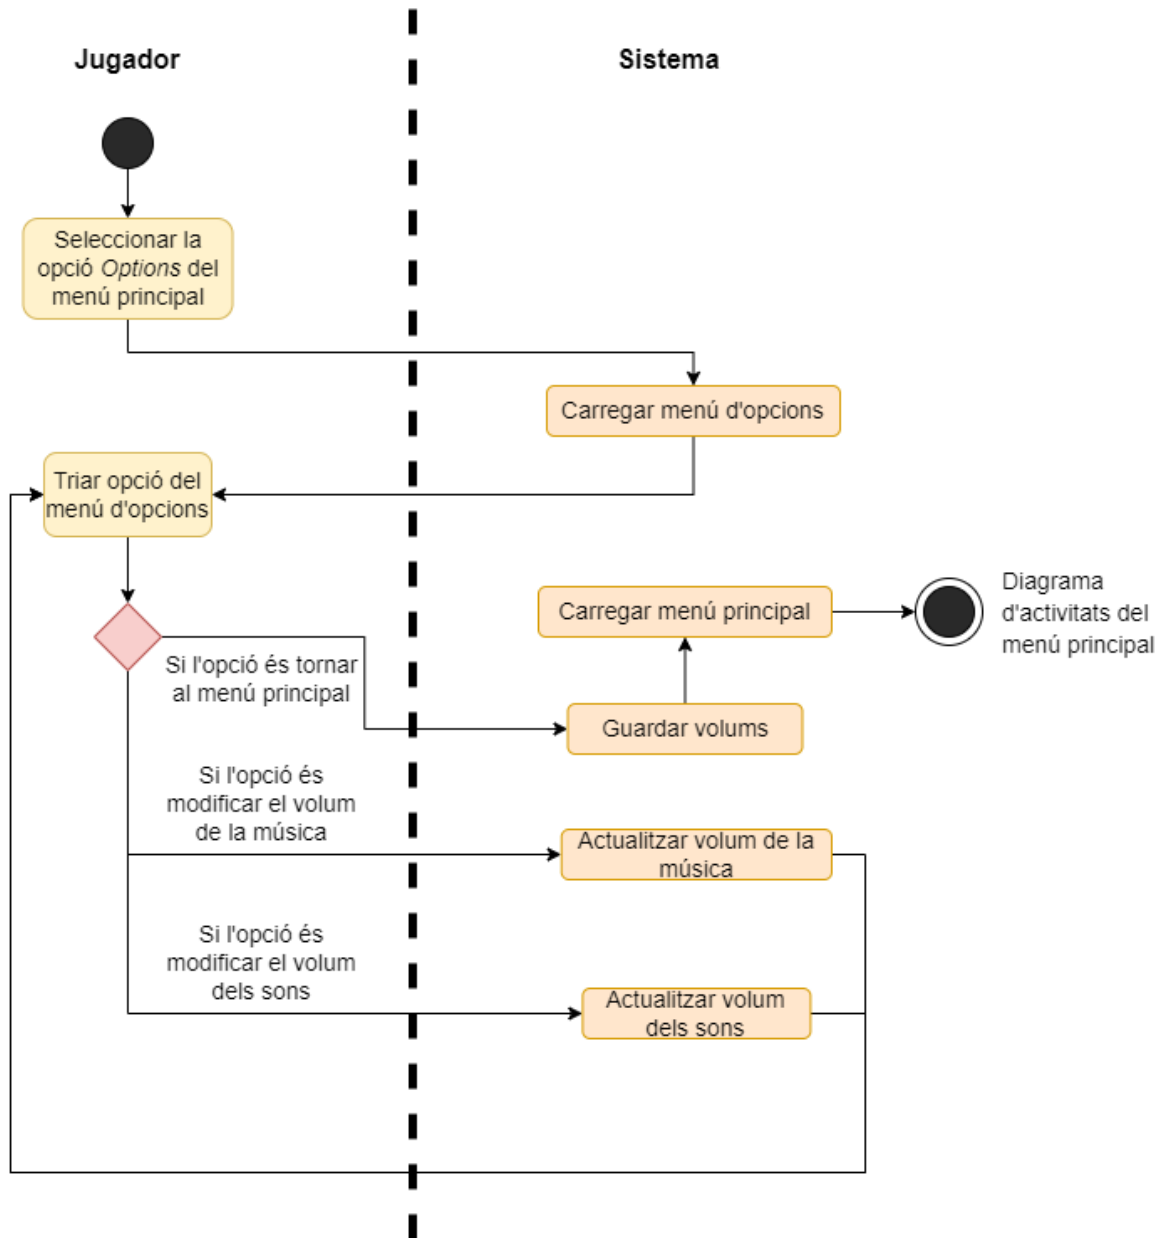 Jugador
Sistema
Seleccionar la
opció Options del
menú principal
Carregar menú d'opcions
Triar opció del
menú d'opcions
Carregar menú principal
Diagrama
d'activitats del
menú principal
Si l'opció és tornar
al menú principal
Guardar volums
Si l'opció és
modificar el volum
de la música
Actualitzar volum de la
música
Si l'opció és
modificar el volum
dels sons
Actualitzar volum
dels sons